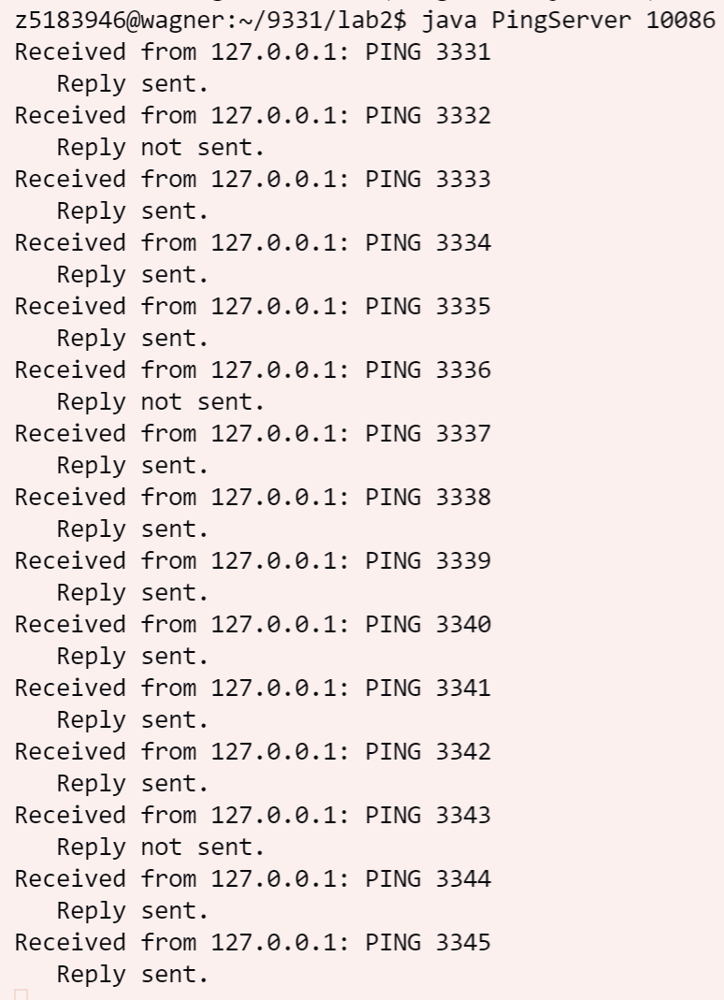 z5183946@wagner:~/9331/lab2$ java PingServer 10086
Received from 127.0.0.1: PING 3331
   Reply sent.
Received from 127.0.0.1: PING 3332
   Reply not sent.
Received from 127.0.0.1: PING 3333
   Reply sent.
Received from 127.0.0.1: PING 3334
   Reply sent.
Received from 127.0.0.1: PING 3335
   Reply sent.
Received from 127.0.0.1: PING 3336
   Reply not sent.
Received from 127.0.0.1: PING 3337
   Reply sent.
Received from 127.0.0.1: PING 3338
   Reply sent.
Received from 127.0.0.1: PING 3339
   Reply sent.
Received from 127.0.0.1: PING 3340
   Reply sent.
Received from 127.0.0.1: PING 3341
   Reply sent.
Received from 127.0.0.1: PING 3342
   Reply sent.
Received from 127.0.0.1: PING 3343
   Reply not sent.
Received from 127.0.0.1: PING 3344
   Reply sent.
Received from 127.0.0.1: PING 3345
   Reply sent.